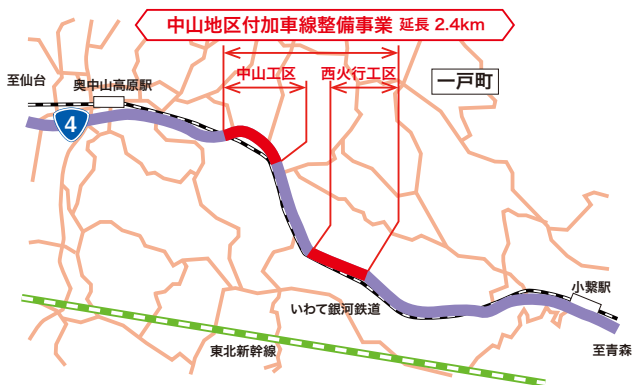 中山地区付加車線整備事業 延長 2.4km
中山工区
西火行工区
一戸町
至仙台
奥中山高原駅
4
小繋駅
いわて銀河鉄道
東北新幹線
至青森